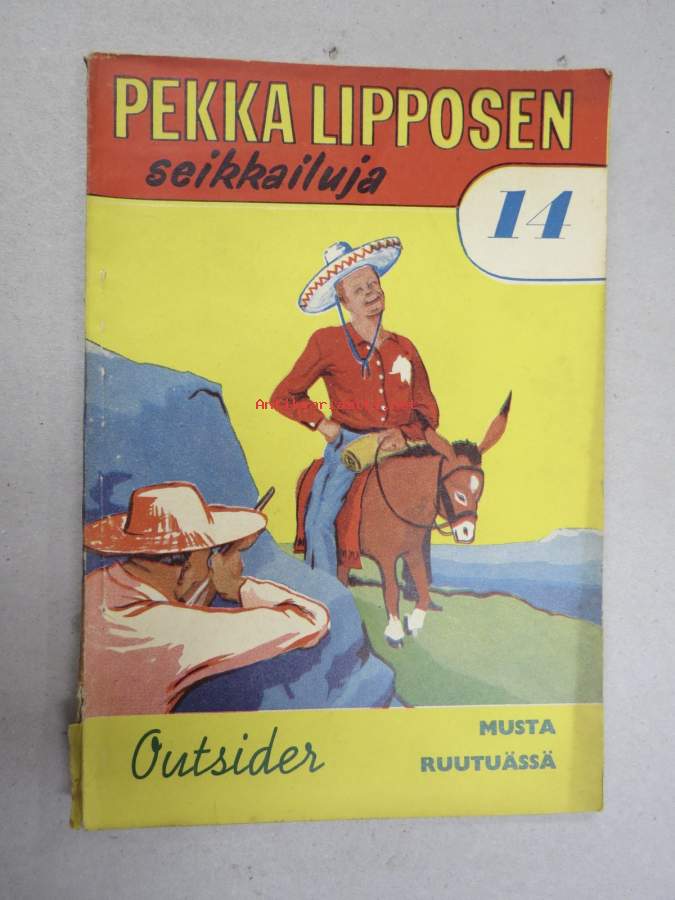 PEKKA LIPPOSEN
seikkailuja
14
Outsider
MUSTA
RUUTUÄSSÄ